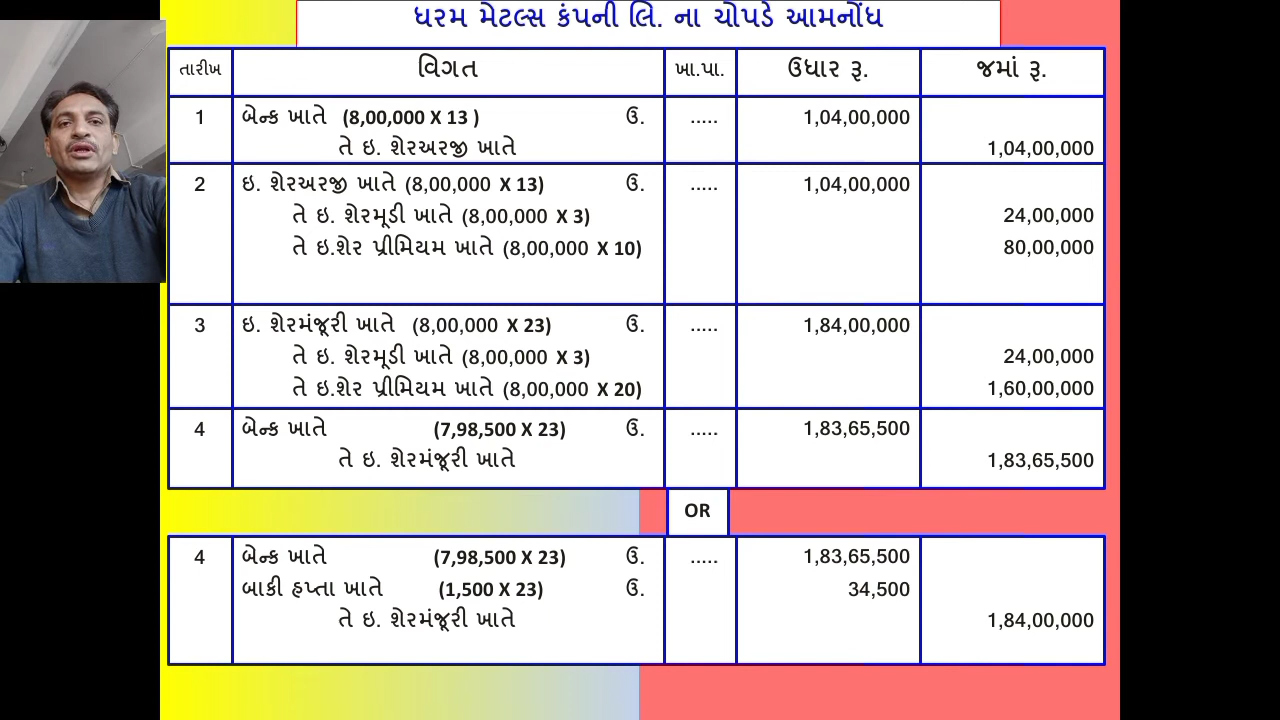 ધરમ મેટલ્સ કંપની લિ. ના ચોપડે આમનોંધ
તારીખ વિગત ખા.પા. ઉધાર રૂ. જમાં રૂ.
1 બેન્ક ખાતે (8,00,000 X 13 ) ઉ. ..... 1,04,00,000
તે ઇ. શેરઅરજી ખાતે 1,04,00,000
2 ઇ. શેરઅરજી ખાતે (8,00,000 X 13) ઉ. ..... 1,04,00,000
તે ઇ. શેરમૂડી ખાતે (8,00,000 X 3) 24,00,000
તે ઇ.શેર પ્રીમિયમ ખાતે (8,00,000 X 10) 80,00,000
3 ઇ. શેરમંજૂરી ખાતે (8,00,000 X 23) ઉ. ..... 1,84,00,000
તે ઇ. શેરમૂડી ખાતે (8,00,000 X 3) 24,00,000
તે ઇ.શેર પ્રીમિયમ ખાતે (8,00,000 X 20) 1,60,00,000
4 બેન્ક ખાતે (7,98,500 X 23) ઉ. ..... 1,83,65,500
તે ઇ. શેરમંજૂરી ખાતે 1,83,65,500
OR
4 બેન્ક ખાતે (7,98,500 X 23) ઉ. ..... 1,83,65,500
બાકી હપ્તા ખાતે (1,500 X 23) ઉ. 34,500
તે ઇ. શેરમંજૂરી ખાતે 1,84,00,000